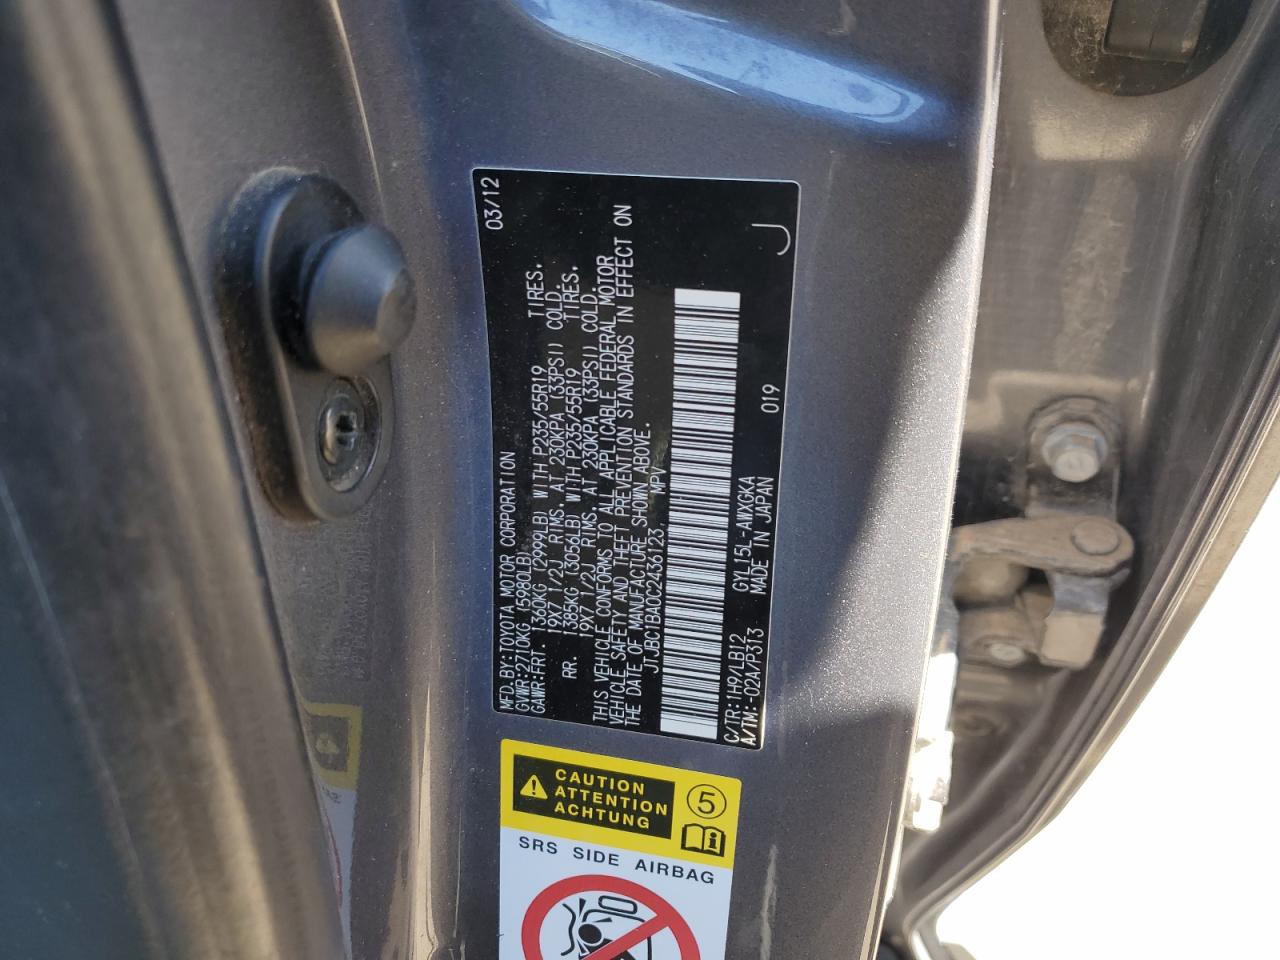 MFD.BY:TOYOTA MOTOR CORPORATION 03/12
GVWR:2710KG (5980LB)
GAWR:FRT. 1360KG (2999LB) WITH P235/55R19 TIRES.
19X7 1/2J RIMS, AT 230KPA (33PSI) COLD.
RR. 1385KG (3056LB) WITH P235/55R19 TIRES.
19X7 1/2J RIMS, AT 230KPA (33PSI) COLD.
THIS VEHICLE CONFORMS TO ALL APPLICABLE FEDERAL MOTOR
VEHICLE SAFETY AND THEFT PREVENTION STANDARDS IN EFFECT ON
THE DATE OF MANUFACTURE SHOWN ABOVE.
JTJBC1BA0C2436123, MPV
C/TR:1H9/LB12 GYL15L-AWXGKA 019
A/TM:-02A/P313 MADE IN JAPAN
J
CAUTION
ATTENTION
ACHTUNG
5
SRS SIDE AIRBAG